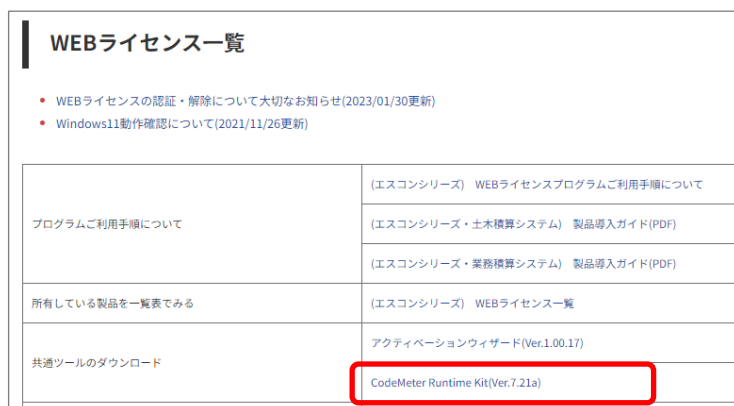 WEBライセンス一覧
WEBライセンスの認証・解除について大切なお知らせ(2023/01/30更新)
Windows11動作確認について(2021/11/26更新)
プログラムご利用手順について
(エスコンシリーズ)　WEBライセンスプログラムご利用手順について
(エスコンシリーズ・土木積算システム)　製品導入ガイド(PDF)
(エスコンシリーズ・業務積算システム)　製品導入ガイド(PDF)
所有している製品を一覧表でみる
(エスコンシリーズ)　WEBライセンス一覧
共通ツールのダウンロード
アクティベーションウィザード(Ver.1.00.17)
CodeMeter Runtime Kit(Ver.7.21a)